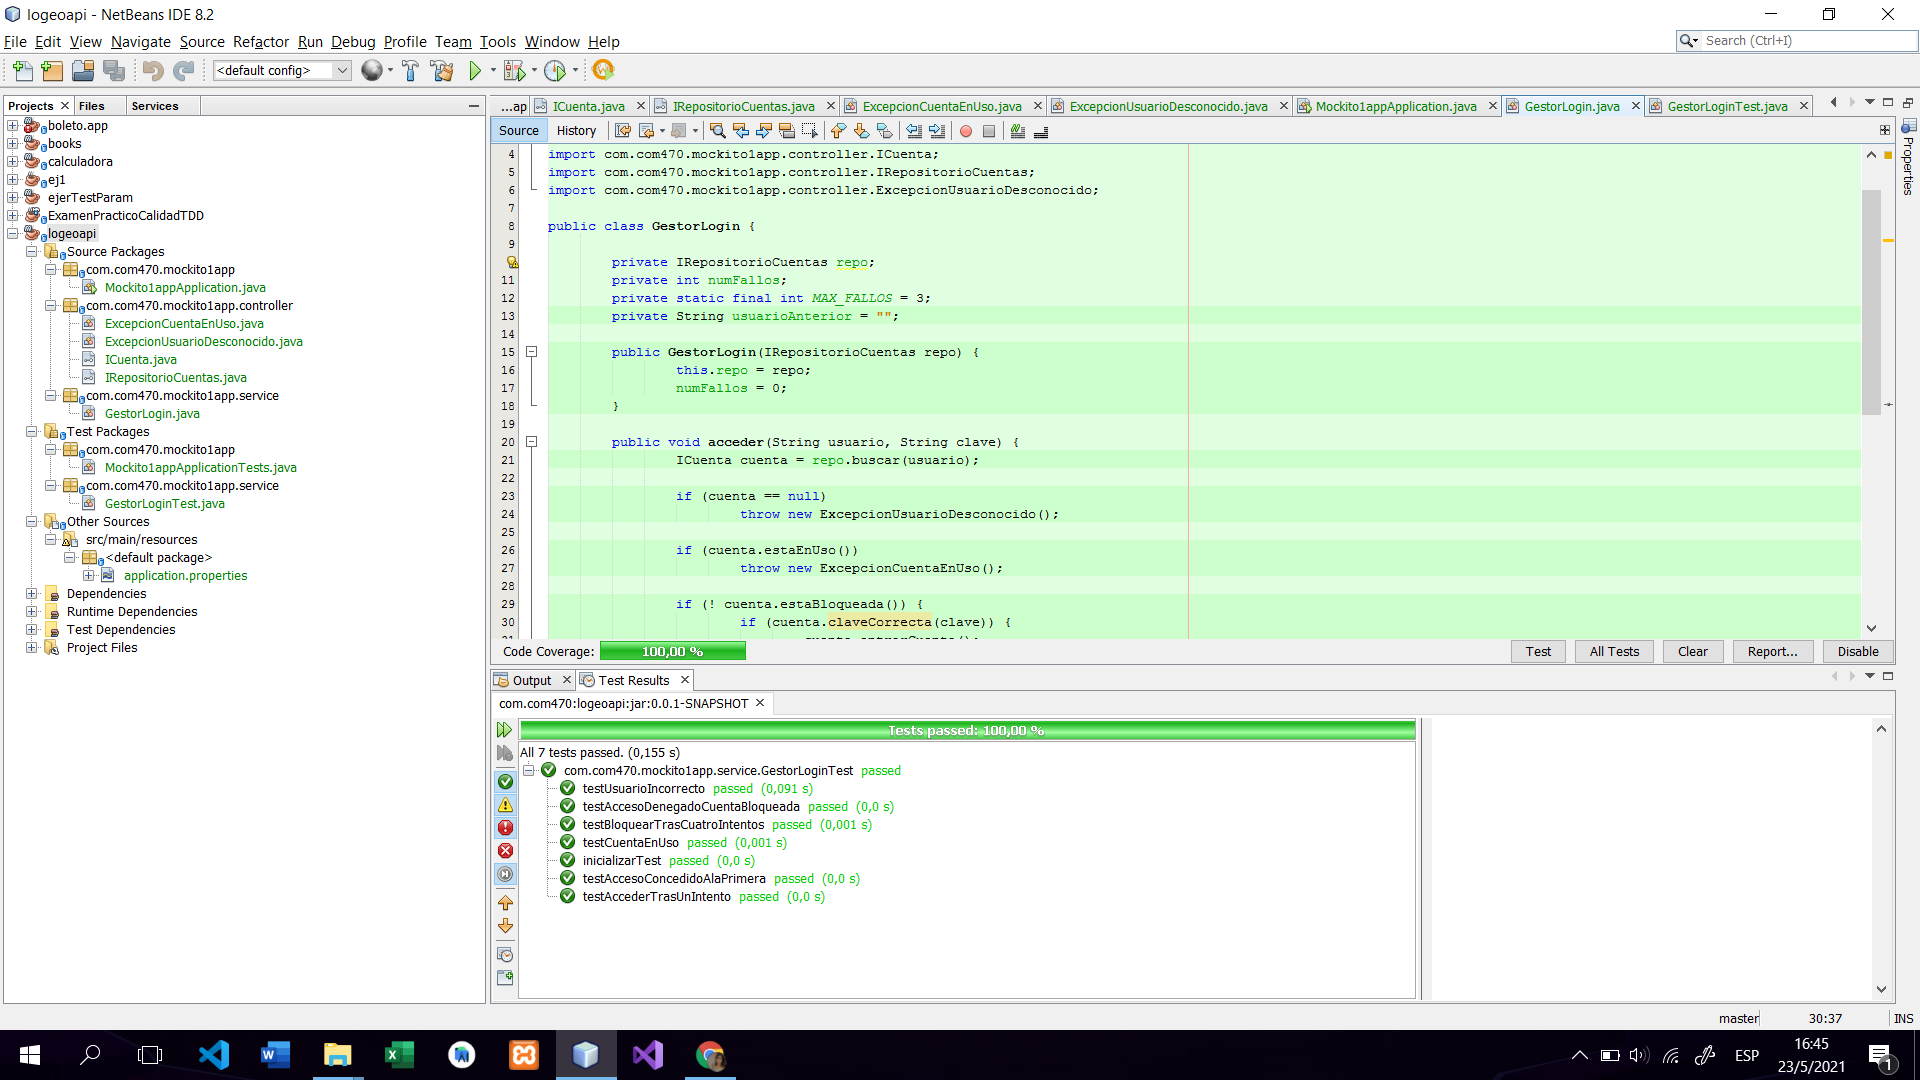 logeoapi - NetBeans IDE 8.2
File Edit View Navigate Source Refactor Run Debug Profile Team Tools Window Help
Search (Ctrl+I)
<default config>
Projects Files Services
boleto.app
books
calculadora
ej1
ejerTestParam
ExamenPracticoCalidadTDD
logeoapi
Source Packages
com.com470.mockito1app
Mockito1appApplication.java
com.com470.mockito1app.controller
ExcepcionCuentaEnUso.java
ExcepcionUsuarioDesconocido.java
ICuenta.java
IRepositorioCuentas.java
com.com470.mockito1app.service
GestorLogin.java
Test Packages
com.com470.mockito1app
Mockito1appApplicationTests.java
com.com470.mockito1app.service
GestorLoginTest.java
Other Sources
src/main/resources
<default package>
application.properties
Dependencies
Runtime Dependencies
Test Dependencies
Project Files
...ap ICuenta.java IRepositorioCuentas.java ExcepcionCuentaEnUso.java ExcepcionUsuarioDesconocido.java Mockito1appApplication.java GestorLogin.java GestorLoginTest.java
Source History
Properties
4 import com.com470.mockito1app.controller.ICuenta;
5 import com.com470.mockito1app.controller.IRepositorioCuentas;
6 import com.com470.mockito1app.controller.ExcepcionUsuarioDesconocido;
7
8 public class GestorLogin {
9
private IRepositorioCuentas repo;
11 private int numFallos;
12 private static final int MAX_FALLOS = 3;
13 private String usuarioAnterior = "";
14
15 public GestorLogin(IRepositorioCuentas repo) {
16 this.repo = repo;
17 numFallos = 0;
18 }
19
20 public void acceder(String usuario, String clave) {
21 ICuenta cuenta = repo.buscar(usuario);
22
23 if (cuenta == null)
24 throw new ExcepcionUsuarioDesconocido();
25
26 if (cuenta.estaEnUso())
27 throw new ExcepcionCuentaEnUso();
28
29 if (! cuenta.estaBloqueada()) {
30 if (cuenta.claveCorrecta(clave)) {
Code Coverage: 100,00 % Test All Tests Clear Report... Disable
Output Test Results
com.com470:logeoapi:jar:0.0.1-SNAPSHOT
Tests passed: 100,00 %
All 7 tests passed. (0,155 s)
com.com470.mockito1app.service.GestorLoginTest passed
testUsuarioIncorrecto passed (0,091 s)
testAccesoDenegadoCuentaBloqueada passed (0,0 s)
testBloquearTrasCuatroIntentos passed (0,001 s)
testCuentaEnUso passed (0,001 s)
inicializarTest passed (0,0 s)
testAccesoConcedidoAlaPrimera passed (0,0 s)
testAccederTrasUnIntento passed (0,0 s)
master 30:37 INS
ESP
16:45
23/5/2021
1